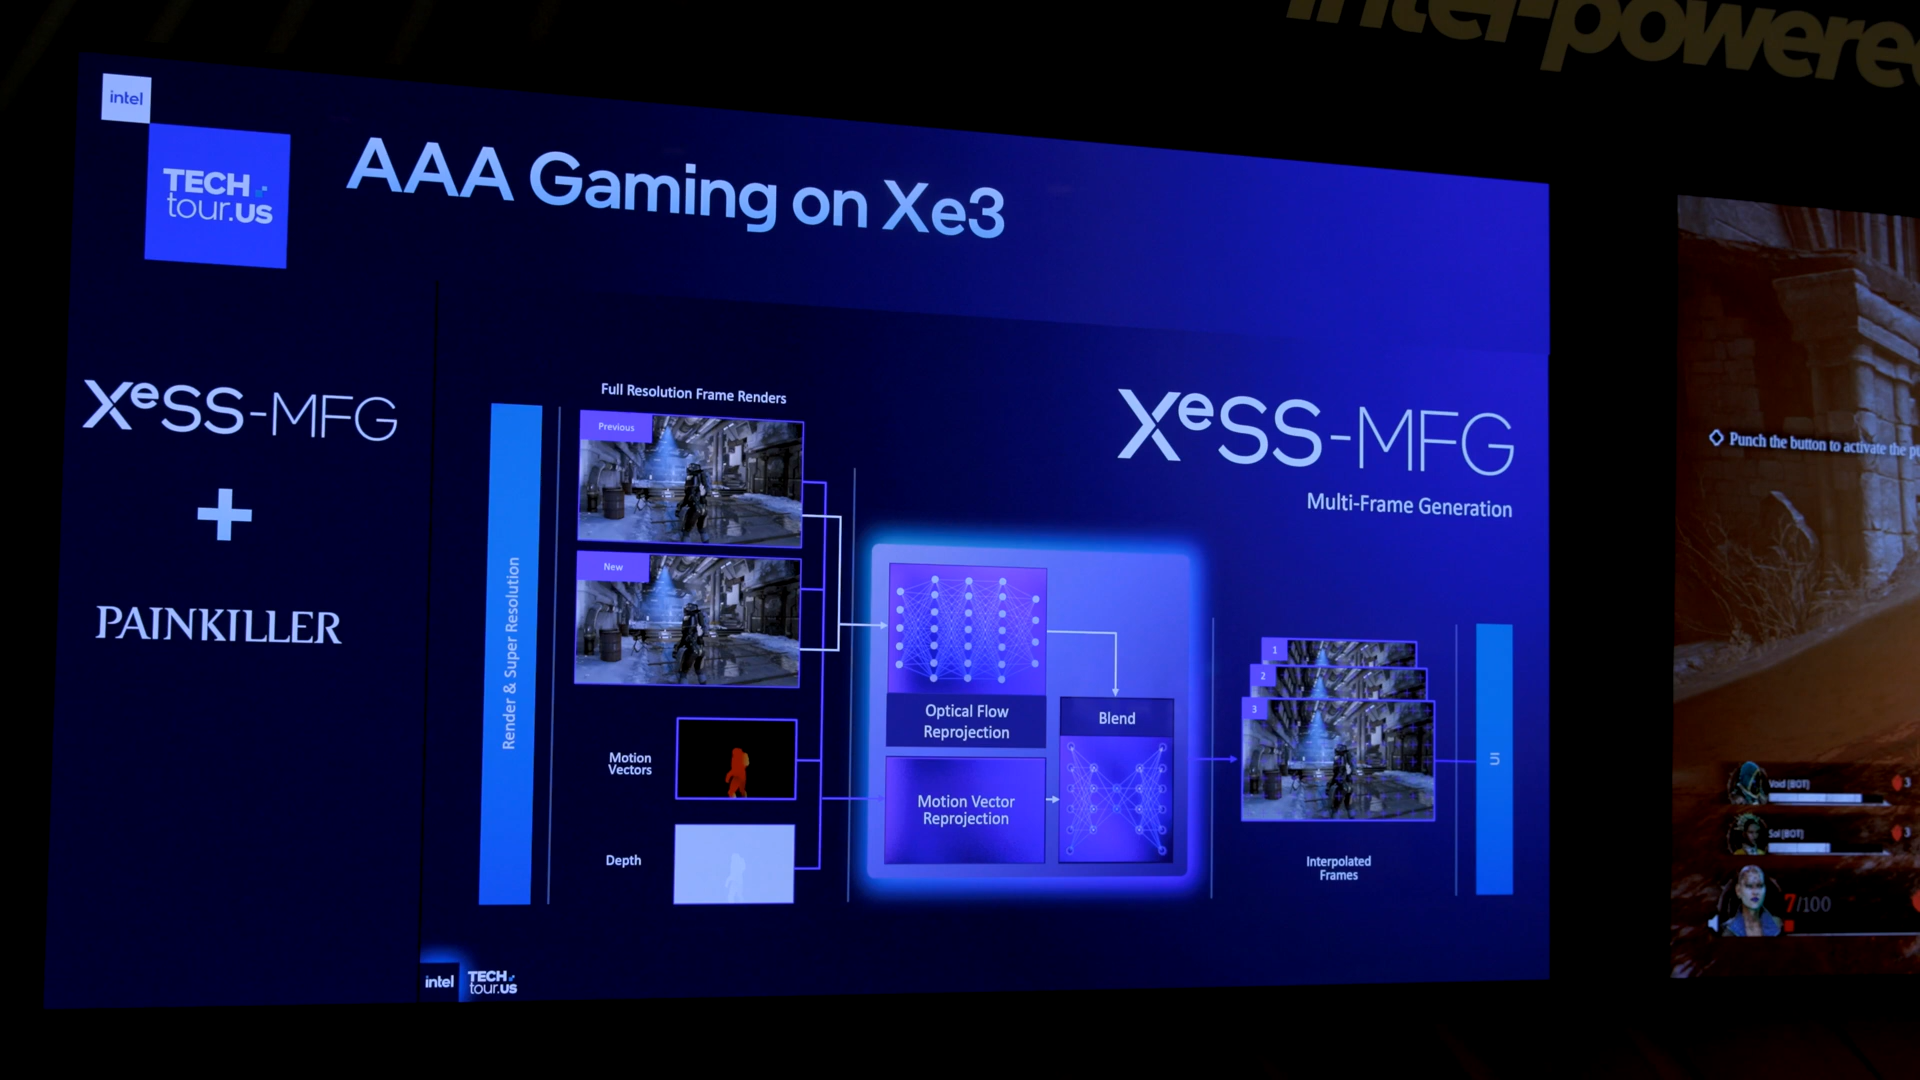 intel
TECH
tour.us
AAA Gaming on Xe3
XeSS-MFG
+
PAINKILLER
Render & Super Resolution
Full Resolution Frame Renders
Previous
New
Motion
Vectors
Depth
Optical Flow
Reprojection
Motion Vector
Reprojection
Blend
XeSS-MFG
Multi-Frame Generation
1
2
3
Interpolated
Frames
intel
TECH
tour.us
Punch the button to activate the
Void [BOT]
3
Sol [BOT]
3
7/100